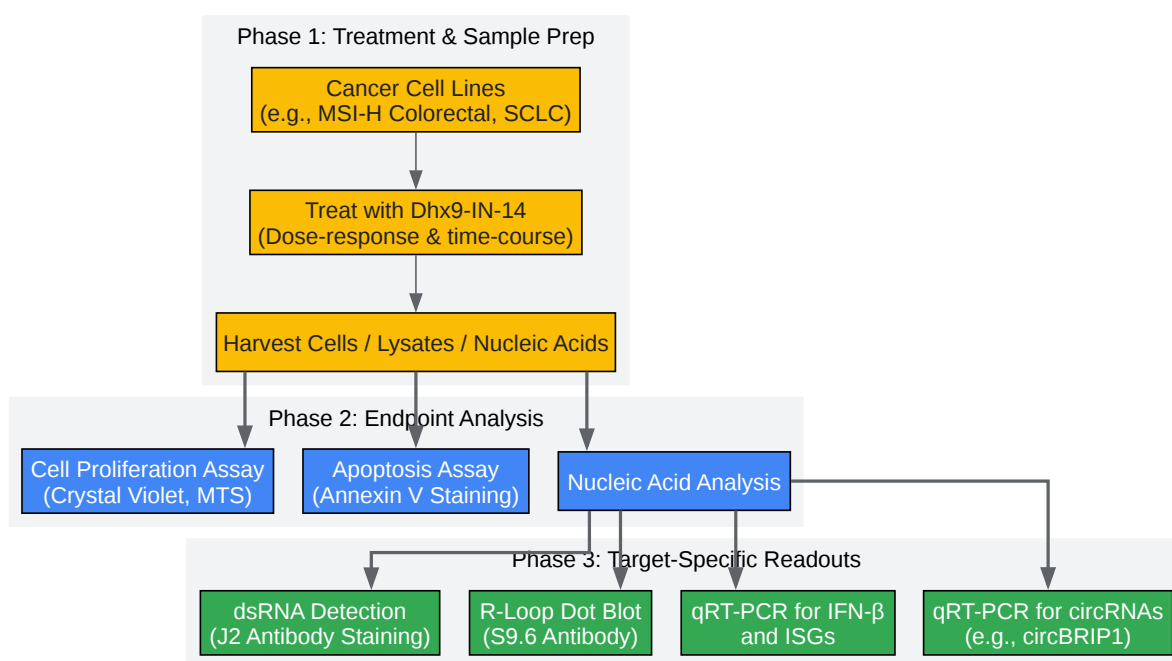 Phase 1: Treatment & Sample Prep
Cancer Cell Lines
(e.g., MSI-H Colorectal, SCLC)
Treat with Dhx9-IN-14
(Dose-response & time-course)
Harvest Cells / Lysates / Nucleic Acids
Phase 2: Endpoint Analysis
Cell Proliferation Assay
(Crystal Violet, MTS)
Apoptosis Assay
(Annexin V Staining)
Nucleic Acid Analysis
Phase 3: Target-Specific Readouts
dsRNA Detection
(J2 Antibody Staining)
R-Loop Dot Blot
(S9.6 Antibody)
qRT-PCR for IFN-β
and ISGs
qRT-PCR for circRNAs
(e.g., circBRIP1)